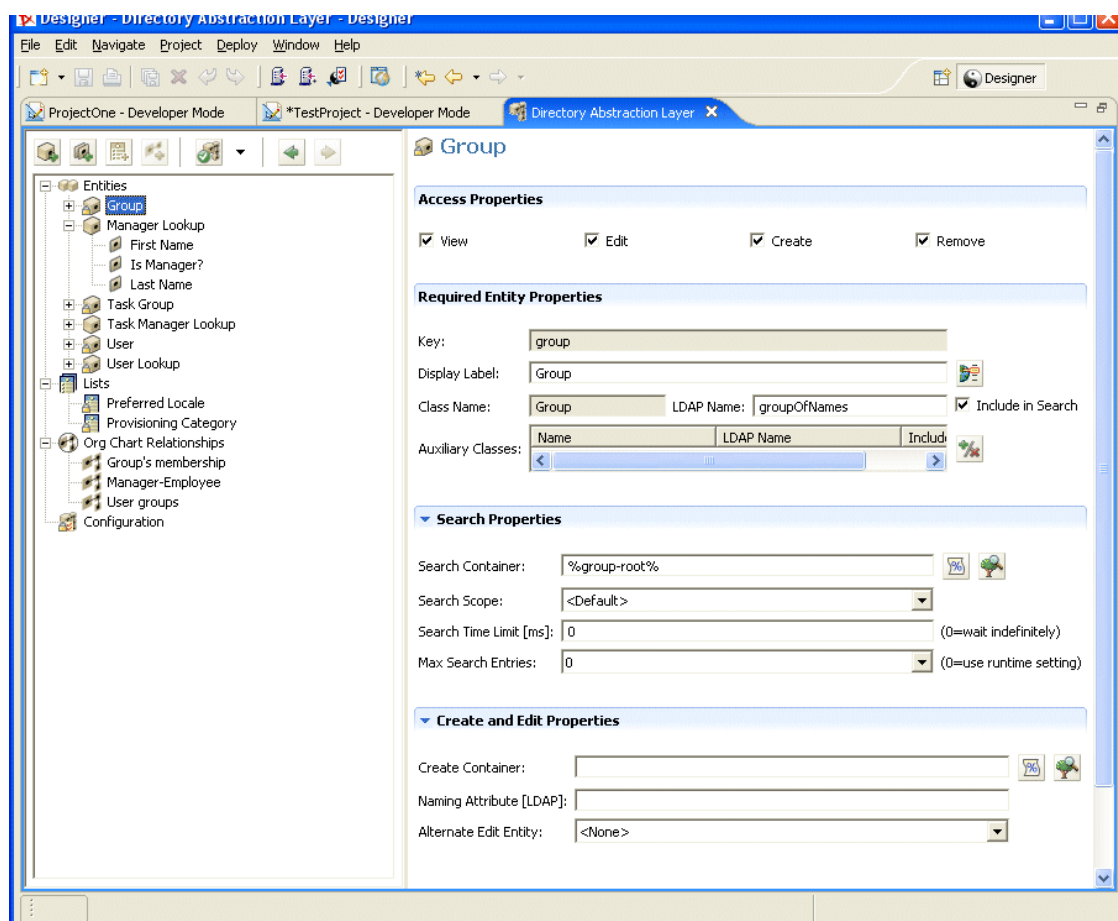 Designer - Directory Abstraction Layer - Designer
File Edit Navigate Project Deploy Window Help
Designer
ProjectOne - Developer Mode *TestProject - Developer Mode Directory Abstraction Layer
Group
Entities
Group
Manager Lookup
First Name
Is Manager?
Last Name
Task Group
Task Manager Lookup
User
User Lookup
Lists
Preferred Locale
Provisioning Category
Org Chart Relationships
Group's membership
Manager-Employee
User groups
Configuration
Access Properties
View Edit Create Remove
Required Entity Properties
Key: group
Display Label: Group
Class Name: Group LDAP Name: groupOfNames Include in Search
Auxiliary Classes: Name LDAP Name Include
Search Properties
Search Container: %group-root%
Search Scope: <Default>
Search Time Limit [ms]: 0 (0=wait indefinitely)
Max Search Entries: 0 (0=use runtime setting)
Create and Edit Properties
Create Container:
Naming Attribute [LDAP]:
Alternate Edit Entity: <None>